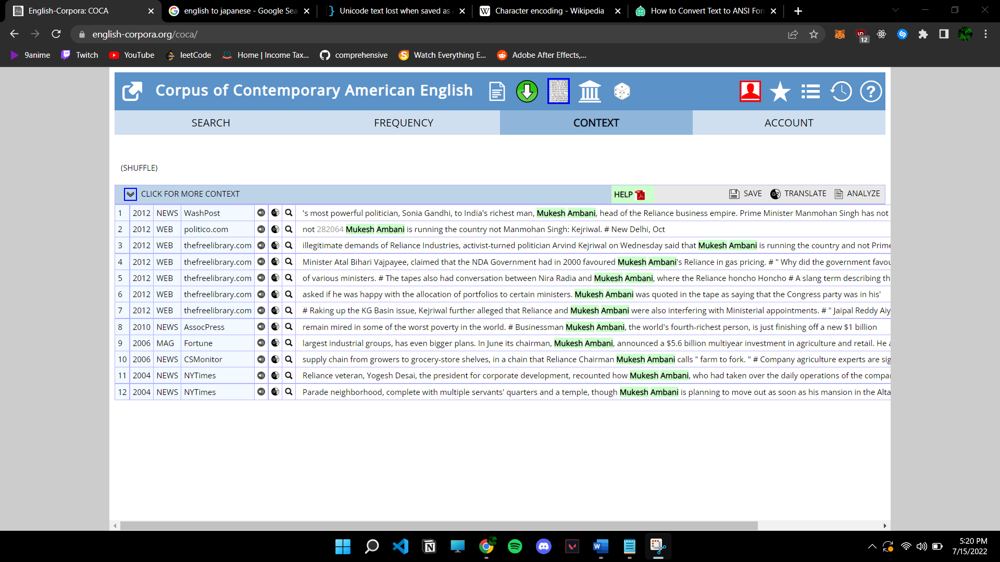 English-Corpora: COCA
english to japanese - Google Sea
Unicode text lost when saved as A
Character encoding - Wikipedia
How to Convert Text to ANSI For
english-corpora.org/coca/
12
9anime Twitch YouTube leetCode Home | Income Tax... comprehensive Watch Everything E... Adobe After Effects,...
Corpus of Contemporary American English
SEARCH FREQUENCY CONTEXT ACCOUNT
(SHUFFLE)
CLICK FOR MORE CONTEXT HELP SAVE TRANSLATE ANALYZE
1 2012 NEWS WashPost 's most powerful politician, Sonia Gandhi, to India's richest man, Mukesh Ambani, head of the Reliance business empire. Prime Minister Manmohan Singh has not
2 2012 WEB politico.com not 282064 Mukesh Ambani is running the country not Manmohan Singh: Kejriwal. # New Delhi, Oct
3 2012 WEB thefreelibrary.com illegitimate demands of Reliance Industries, activist-turned politician Arvind Kejriwal on Wednesday said that Mukesh Ambani is running the country and not Prime
4 2012 WEB thefreelibrary.com Minister Atal Bihari Vajpayee, claimed that the NDA Government had in 2000 favoured Mukesh Ambani's Reliance in gas pricing. # " Why did the government favou
5 2012 WEB thefreelibrary.com of various ministers. # The tapes also had conversation between Nira Radia and Mukesh Ambani, where the Reliance honcho Honcho # A slang term describing th
6 2012 WEB thefreelibrary.com asked if he was happy with the allocation of portfolios to certain ministers. Mukesh Ambani was quoted in the tape as saying that the Congress party was in his'
7 2012 WEB thefreelibrary.com # Raking up the KG Basin issue, Kejriwal further alleged that Reliance and Mukesh Ambani were also interfering with Ministerial appointments. # " Jaipal Reddy Aiy
8 2010 NEWS AssocPress remain mired in some of the worst poverty in the world. # Businessman Mukesh Ambani, the world's fourth-richest person, is just finishing off a new $1 billion
9 2006 MAG Fortune largest industrial groups, has even bigger plans. In June its chairman, Mukesh Ambani, announced a $5.6 billion multiyear investment in agriculture and retail. He a
10 2006 NEWS CSMonitor supply chain from growers to grocery-store shelves, in a chain that Reliance Chairman Mukesh Ambani calls " farm to fork. " # Company agriculture experts are sig
11 2004 NEWS NYTimes Reliance veteran, Yogesh Desai, the president for corporate development, recounted how Mukesh Ambani, who had taken over the daily operations of the compa
12 2004 NEWS NYTimes Parade neighborhood, complete with multiple servants' quarters and a temple, though Mukesh Ambani is planning to move out as soon as his mansion in the Alta
5:20 PM
7/15/2022